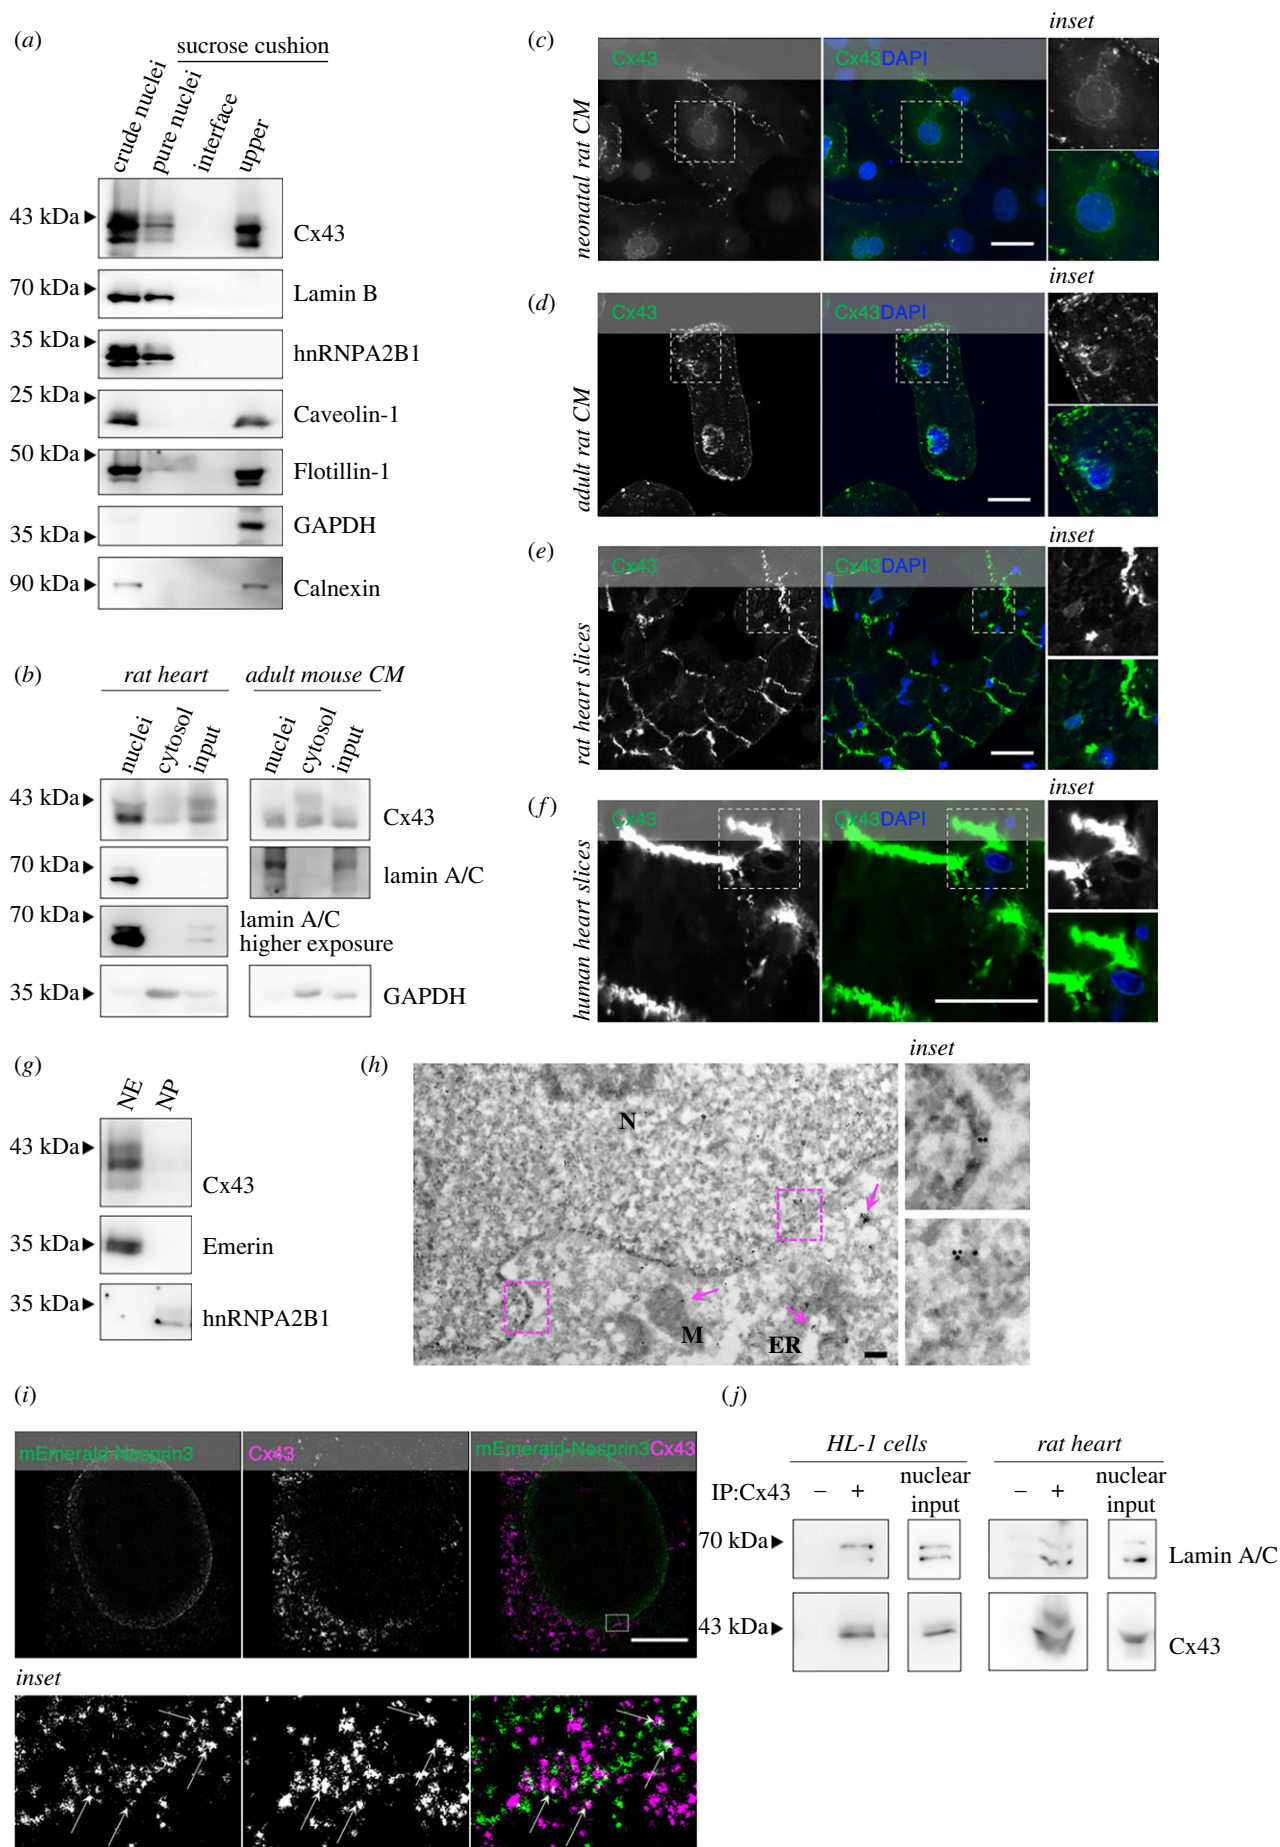 (a)
sucrose cushion
crude nuclei
pure nuclei
interface
upper
43 kDa
Cx43
70 kDa
Lamin B
35 kDa
hnRNPA2B1
25 kDa
Caveolin-1
50 kDa
Flotillin-1
35 kDa
GAPDH
90 kDa
Calnexin
(b)
rat heart
adult mouse CM
nuclei
cytosol
input
nuclei
cytosol
input
43 kDa
Cx43
70 kDa
lamin A/C
70 kDa
lamin A/C
higher exposure
35 kDa
GAPDH
(c)
inset
neonatal rat CM
Cx43
Cx43DAPI
(d)
inset
adult rat CM
Cx43
Cx43DAPI
(e)
inset
rat heart slices
Cx43
Cx43DAPI
(f)
inset
human heart slices
Cx43
Cx43DAPI
(g)
NE
NP
43 kDa
Cx43
35 kDa
Emerin
35 kDa
hnRNPA2B1
(h)
inset
N
M
ER
(i)
mEmerald-Nesprin3
Cx43
mEmerald-Nesprin3Cx43
inset
(j)
HL-1 cells
rat heart
IP:Cx43
–
+
nuclear
input
–
+
nuclear
input
70 kDa
Lamin A/C
43 kDa
Cx43